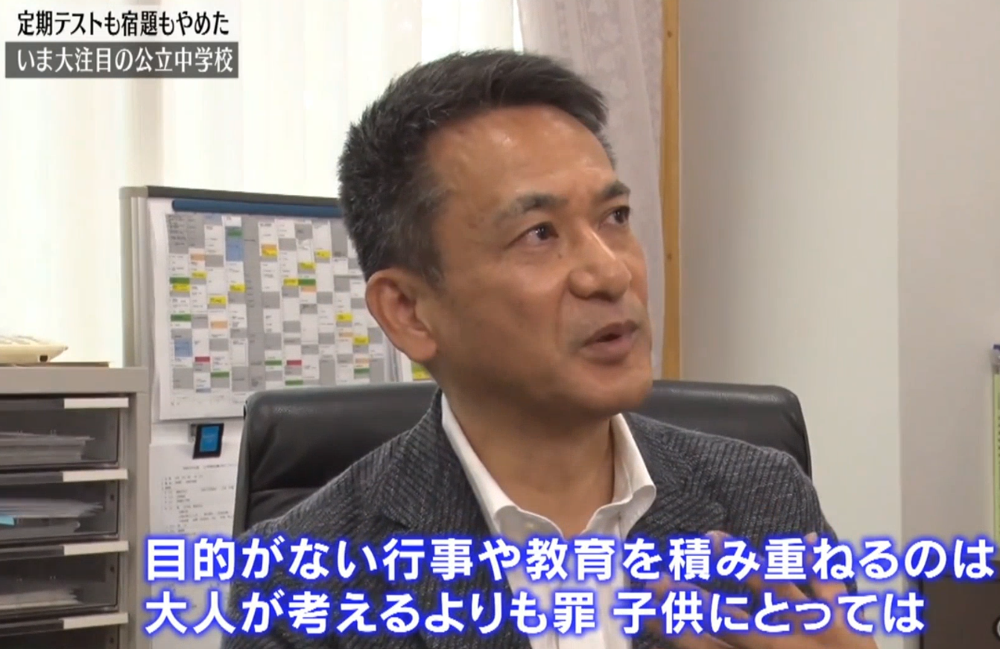 定期テストも宿題もやめた
いま大注目の公立中学校
目的がない行事や教育を積み重ねるのは
大人が考えるよりも罪 子供にとっては